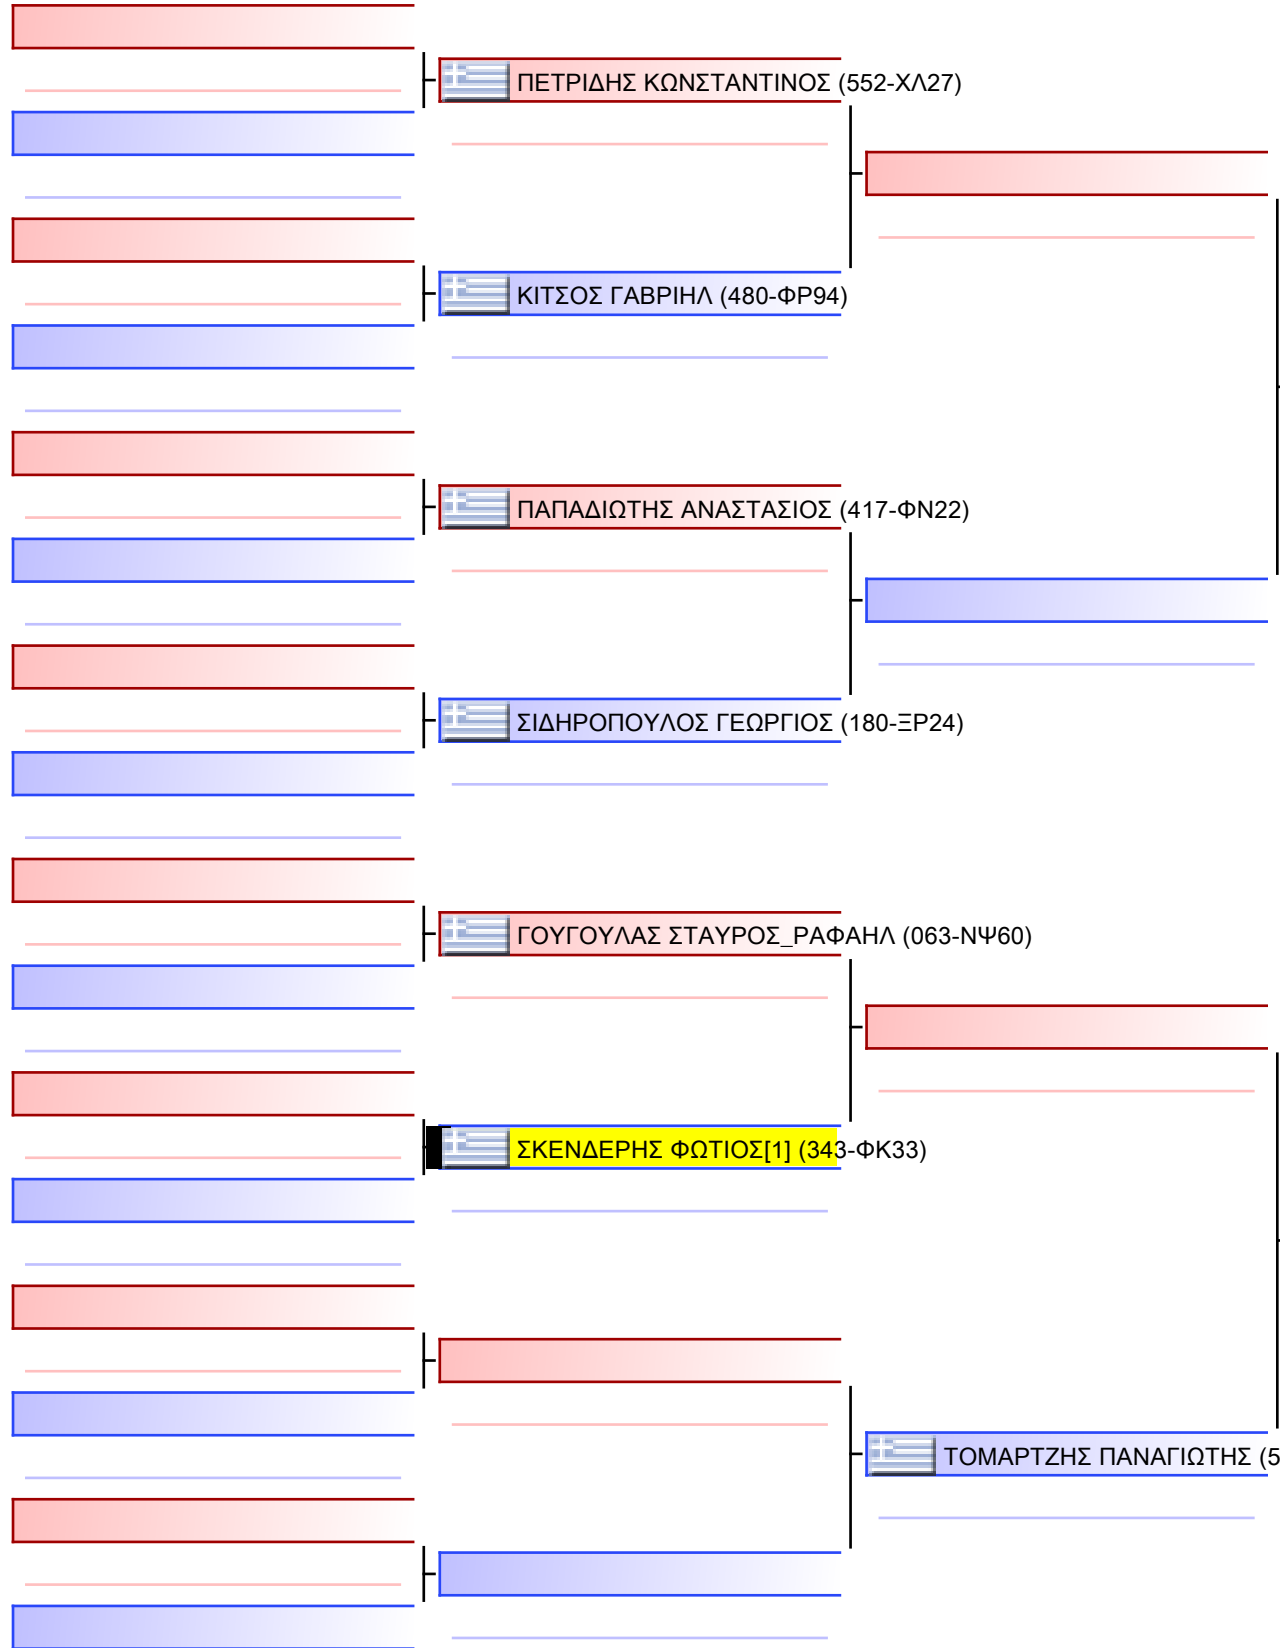 ΠΕΤΡΙΔΗΣ ΚΩΝΣΤΑΝΤΙΝΟΣ (552-ΧΛ27)
ΚΙΤΣΟΣ ΓΑΒΡΙΗΛ (480-ΦΡ94)
ΠΑΠΑΔΙΩΤΗΣ ΑΝΑΣΤΑΣΙΟΣ (417-ΦΝ22)
ΣΙΔΗΡΟΠΟΥΛΟΣ ΓΕΩΡΓΙΟΣ (180-ΞΡ24)
ΓΟΥΓΟΥΛΑΣ ΣΤΑΥΡΟΣ_ΡΑΦΑΗΛ (063-ΝΨ60)
ΣΚΕΝΔΕΡΗΣ ΦΩΤΙΟΣ[1] (343-ΦΚ33)
ΤΟΜΑΡΤΖΗΣ ΠΑΝΑΓΙΩΤΗΣ (5